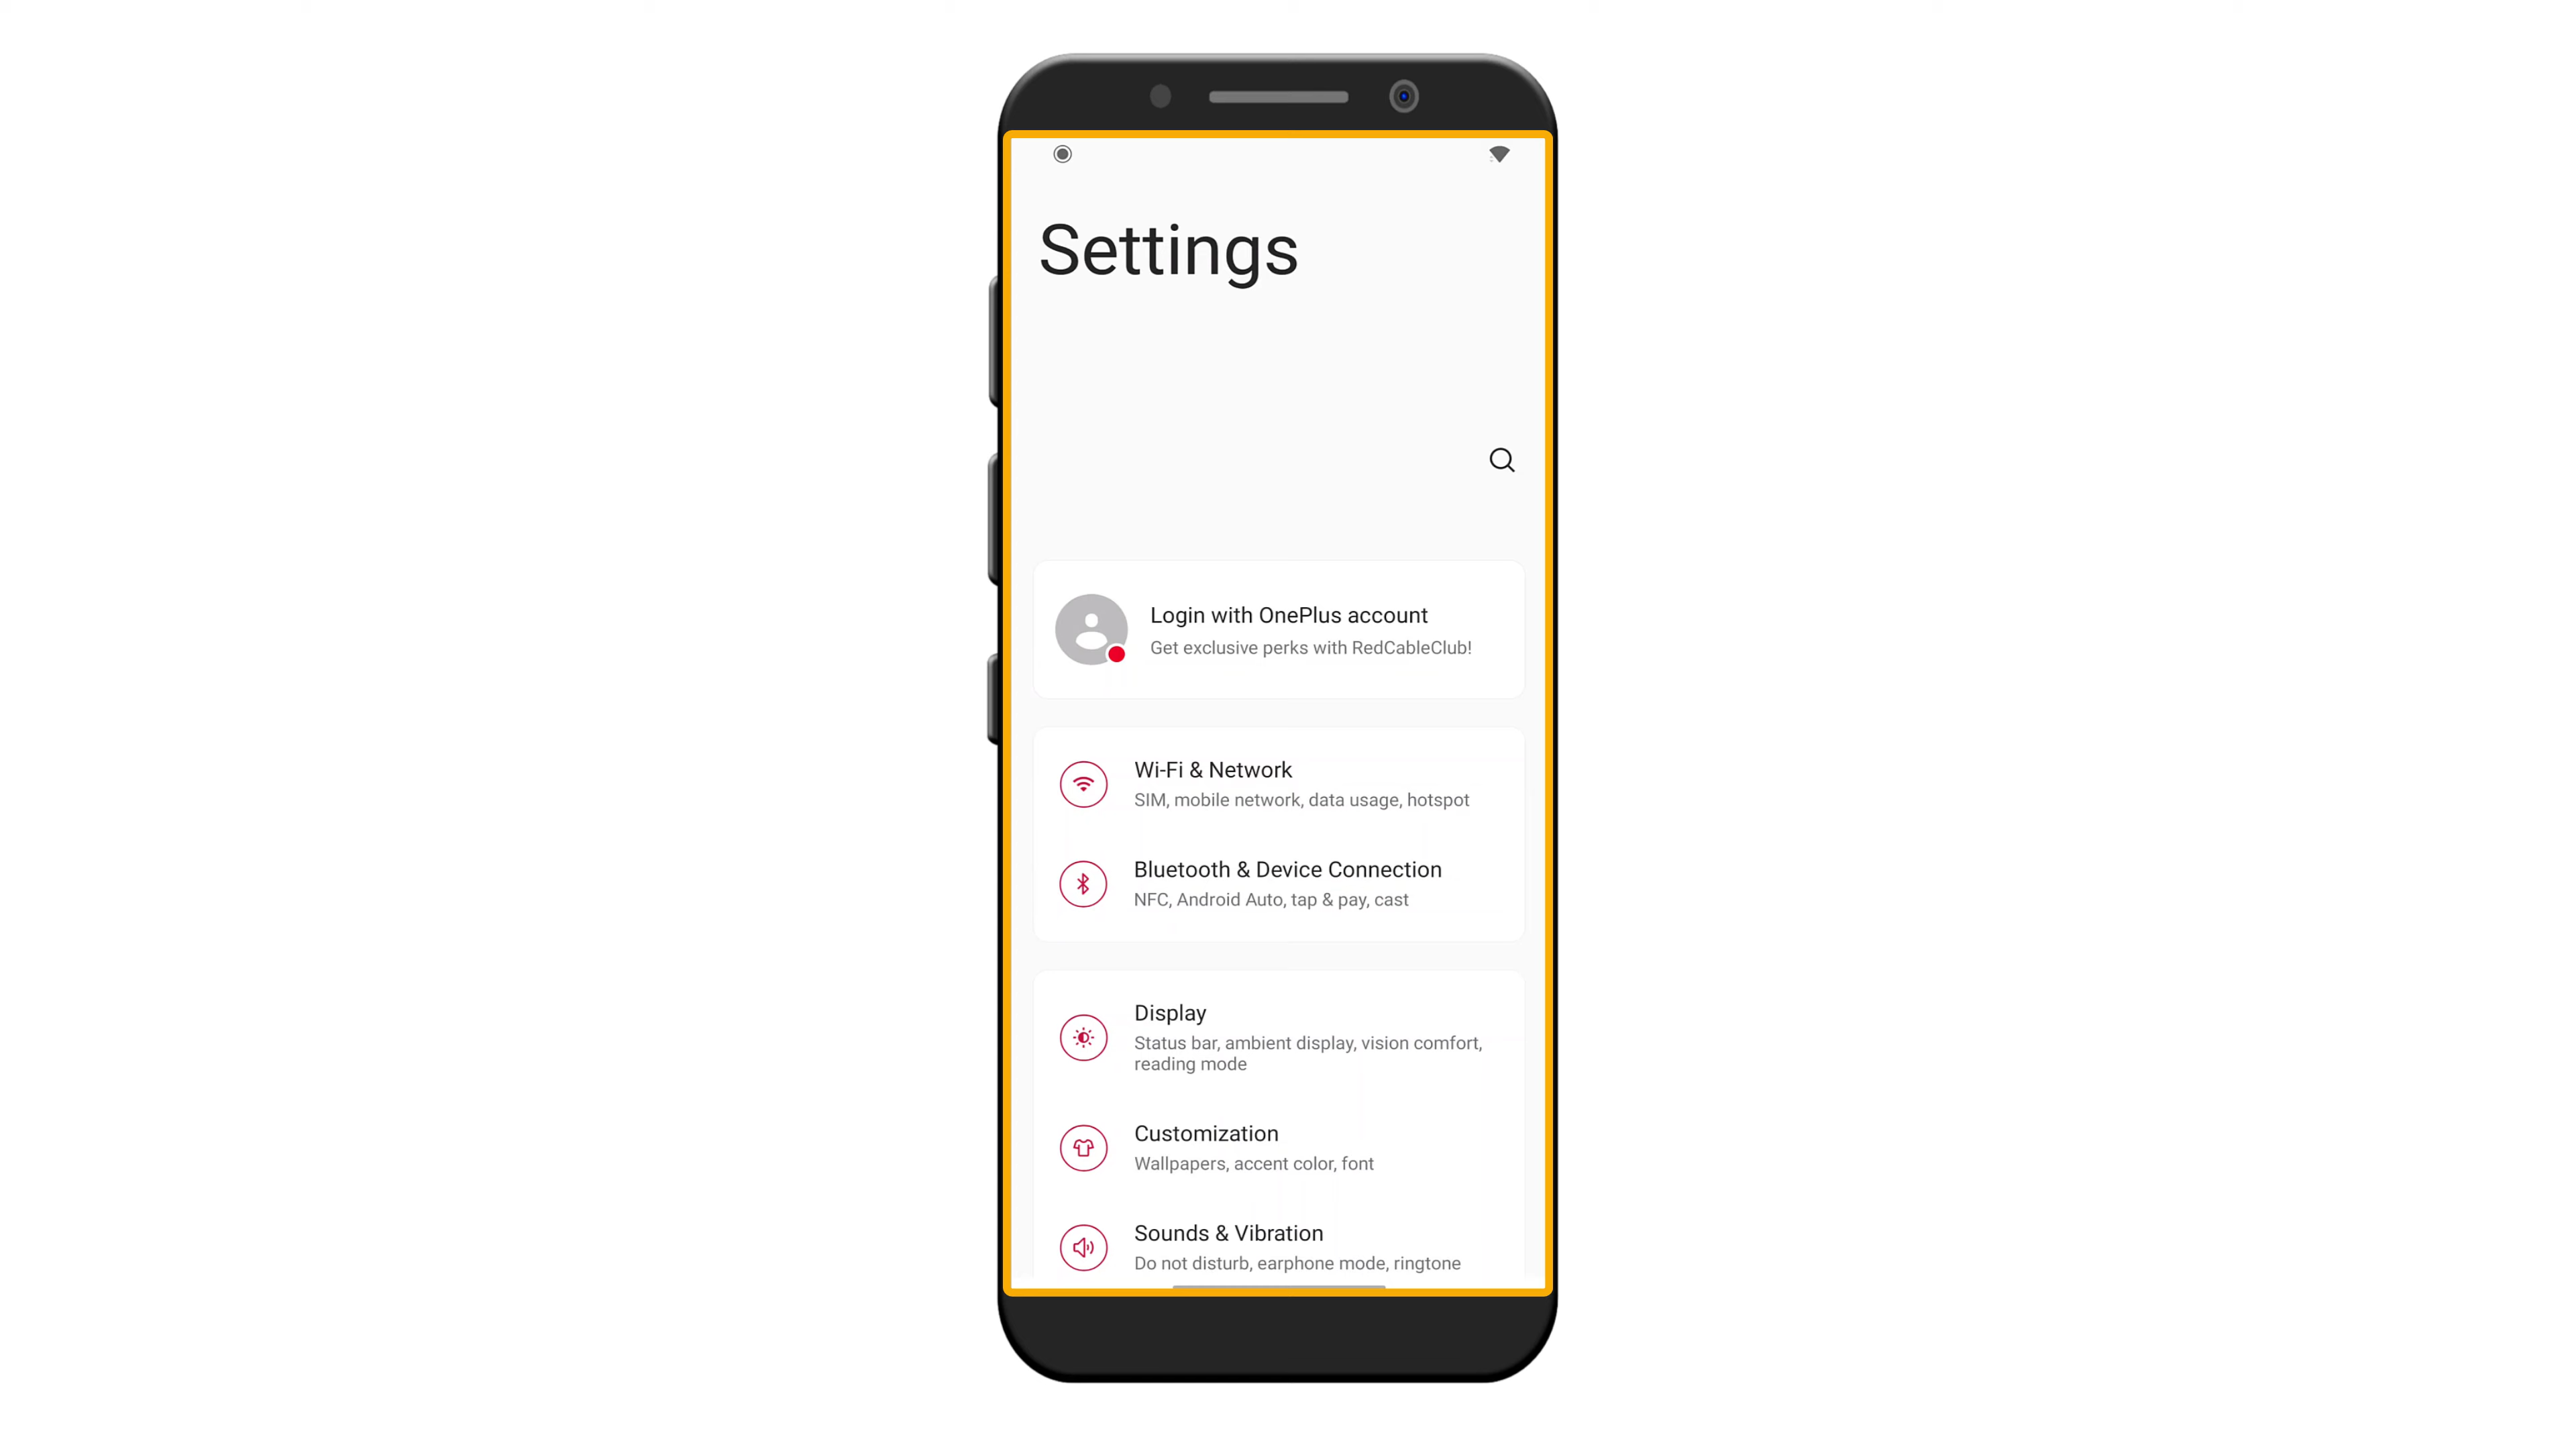 Settings
Login with OnePlus account
Get exclusive perks with RedCableClub!
Wi-Fi & Network
SIM, mobile network, data usage, hotspot
Bluetooth & Device Connection
NFC, Android Auto, tap & pay, cast
Display
Status bar, ambient display, vision comfort,
reading mode
Customization
Wallpapers, accent color, font
Sounds & Vibration
Do not disturb, earphone mode, ringtone